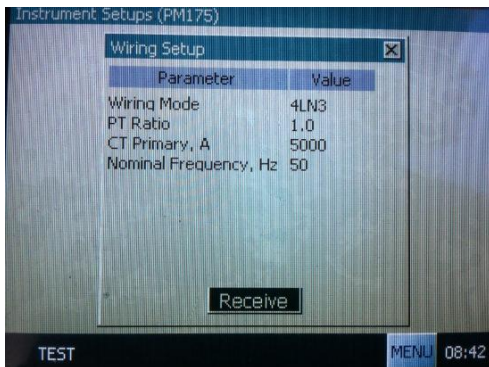 Instrument Setups (PM175)
Wiring Setup
Parameter Value
Wiring Mode 4LN3
PT Ratio 1.0
CT Primary, A 5000
Nominal Frequency, Hz 50
Receive
TEST MENU 08:42